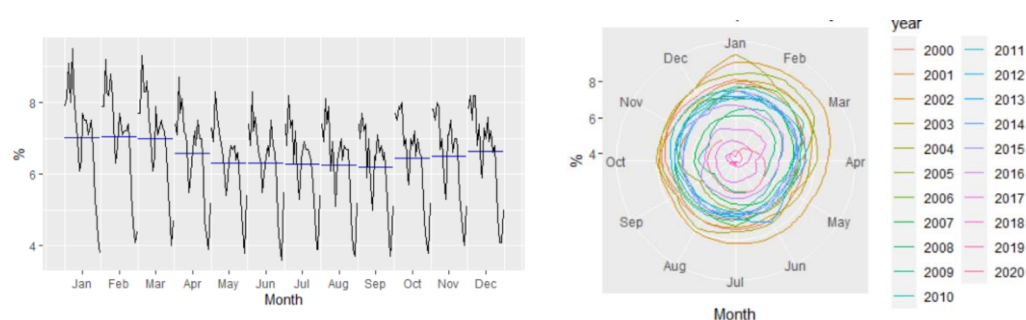 8
6
4
%
Jan Feb Mar Apr May Jun Jul Aug Sep Oct Nov Dec
Month
Jan
Feb
Mar
Apr
May
Jun
Jul
Aug
Sep
Oct
Nov
Dec
8
6
4
%
Month
year
2000 2011
2001 2012
2002 2013
2003 2014
2004 2015
2005 2016
2006 2017
2007 2018
2008 2019
2009 2020
2010